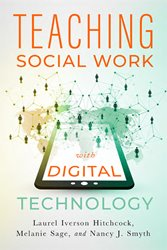 TEACHING
SOCIAL WORK
with
DIGITAL
TECHNOLOGY
Laurel Iverson Hitchcock,
Melanie Sage, and Nancy J. Smyth